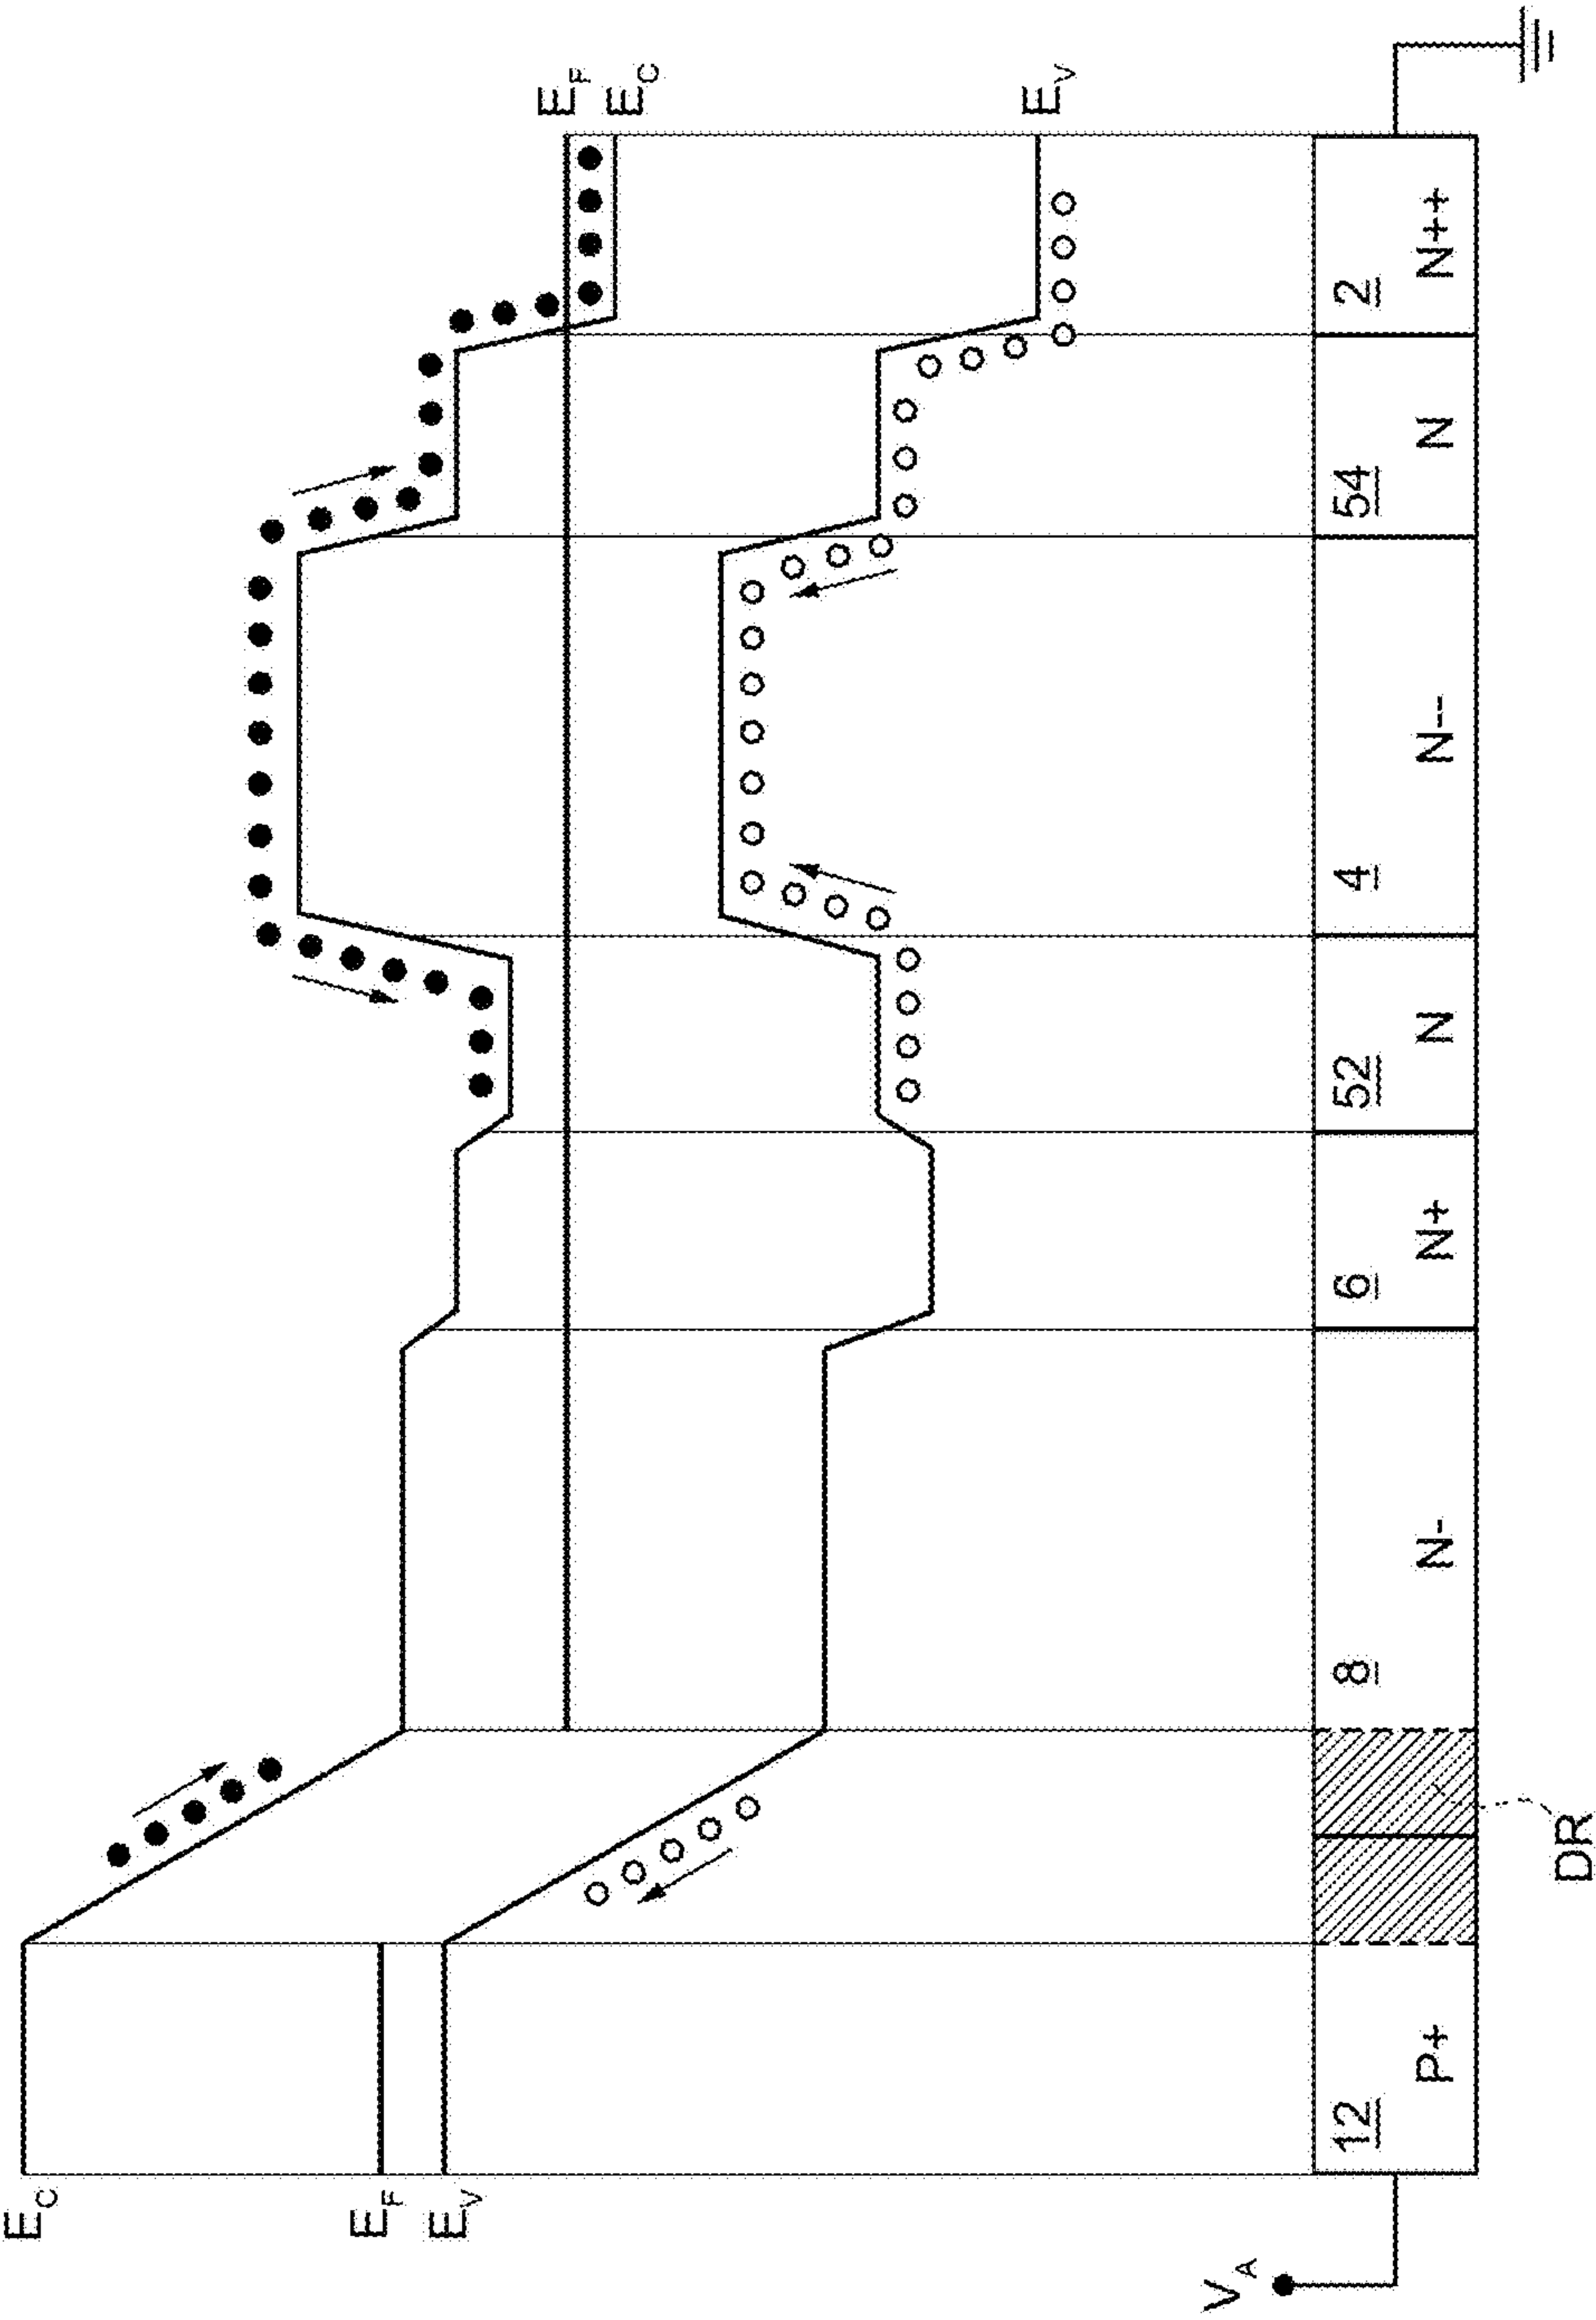 E_C
E_F
E_V
E_F
E_C
E_V
V_A
12 8 6 52 4 54 2
P+ N- N+ N N-- N N++
DR